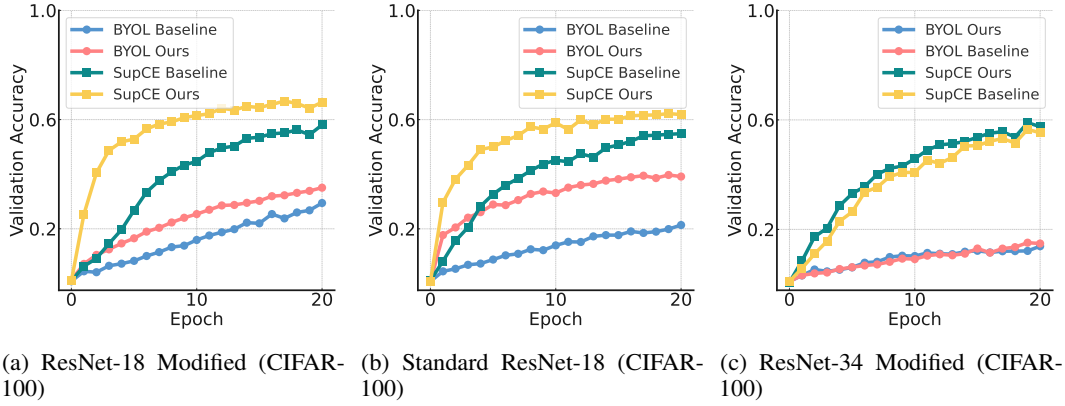 1.0
0.6
0.2
Validation Accuracy
BYOL Baseline
BYOL Ours
SupCE Baseline
SupCE Ours
0
10
20
Epoch
(a) ResNet-18 Modified (CIFAR-
100)
1.0
0.6
0.2
Validation Accuracy
BYOL Baseline
BYOL Ours
SupCE Baseline
SupCE Ours
0
10
20
Epoch
(b) Standard ResNet-18 (CIFAR-
100)
1.0
0.6
0.2
Validation Accuracy
BYOL Ours
BYOL Baseline
SupCE Ours
SupCE Baseline
0
10
20
Epoch
(c) ResNet-34 Modified (CIFAR-
100)